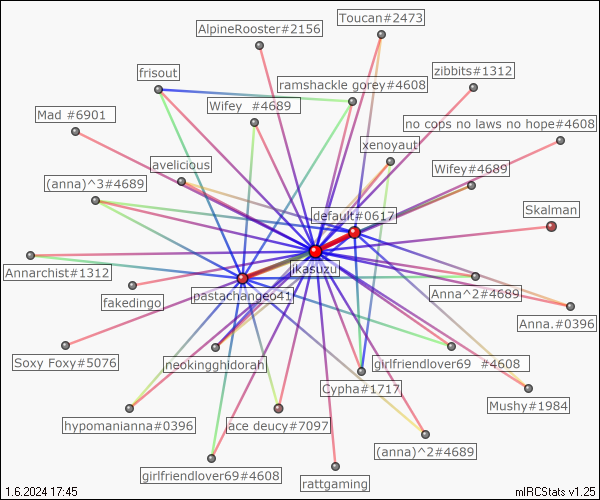 Toucan#2473
AlpineRooster#2156
frisout
zibbits#1312
ramshackle gorey#4608
Wifey  #4689
Mad #6901
no cops no laws no hope#4608
xenoyaut
avelicious
Wifey#4689
(anna)^3#4689
Skalman
default#0617
ikasuzu
Annarchist#1312
pastachangeo41
Anna^2#4689
fakedingo
Anna.#0396
Soxy Foxy#5076
neokingghidorah
girlfriendlover69  #4608
Cypha#1717
Mushy#1984
hypomanianna#0396
ace deucy#7097
(anna)^2#4689
girlfriendlover69#4608
rattgaming
1.6.2024 17:45
mIRCStats v1.25